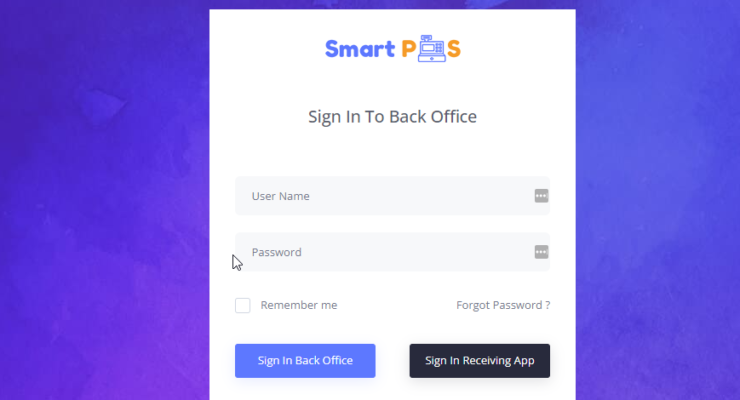 Smart POS
Sign In To Back Office
User Name
Password
Remember me
Forgot Password ?
Sign In Back Office
Sign In Receiving App